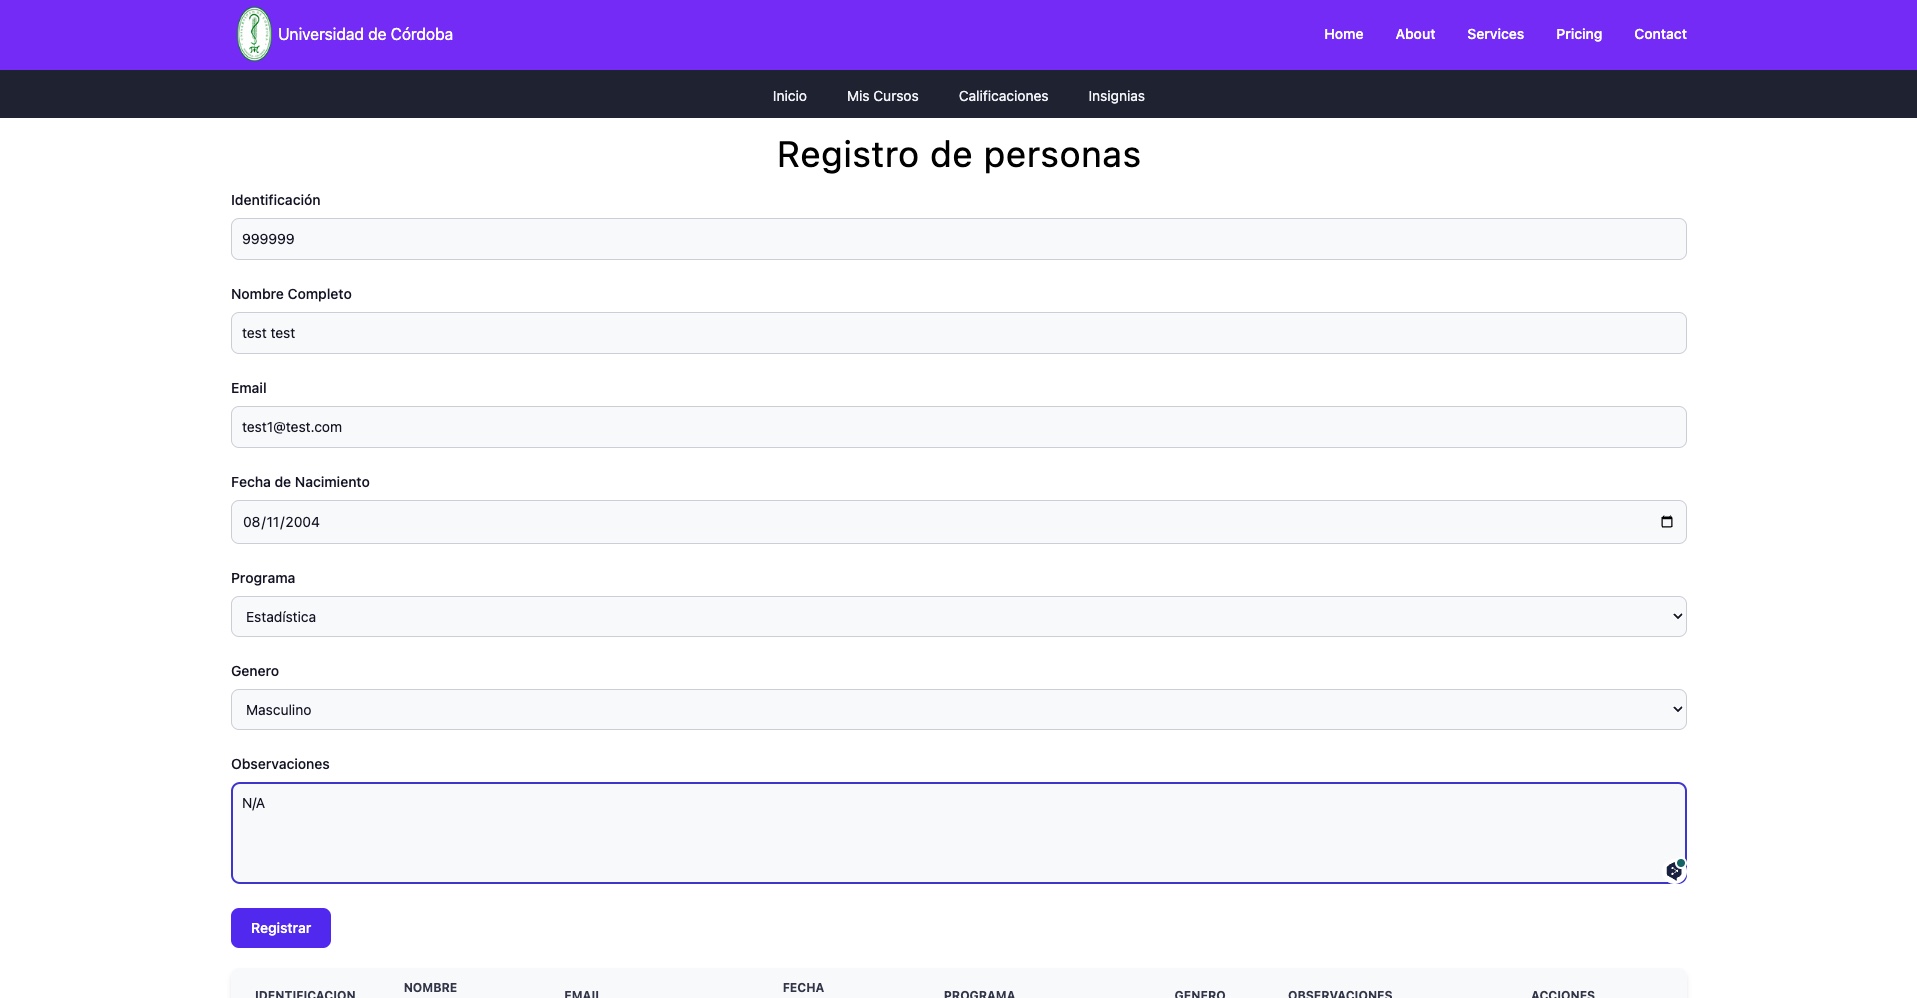 Universidad de Córdoba
Home About Services Pricing Contact
Inicio Mis Cursos Calificaciones Insignias
Registro de personas
Identificación
999999
Nombre Completo
test test
Email
test1@test.com
Fecha de Nacimiento
08/11/2004
Programa
Estadística
Genero
Masculino
Observaciones
N/A
Registrar
NOMBRE FECHA
IDENTIFICACION EMAIL PROGRAMA GENERO OBSERVACIONES ACCIONES